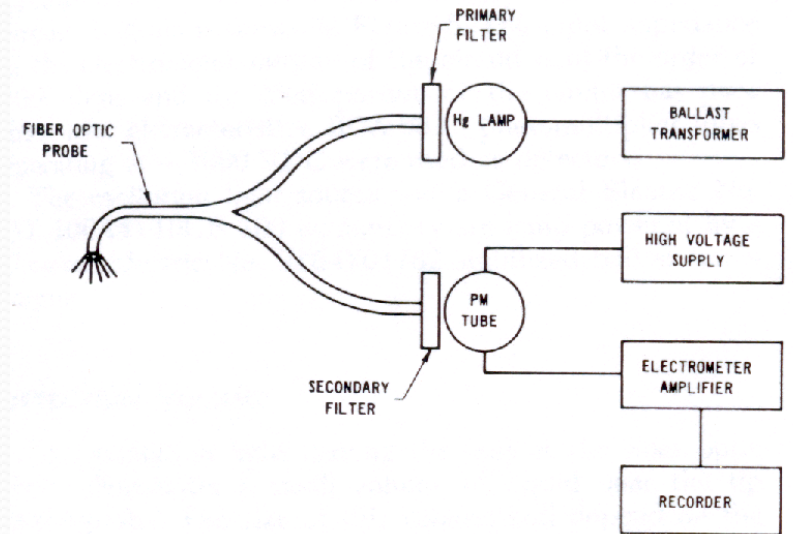 PRIMARY
FILTER
Hg LAMP
BALLAST
TRANSFORMER
FIBER OPTIC
PROBE
HIGH VOLTAGE
SUPPLY
PM
TUBE
SECONDARY
FILTER
ELECTROMETER
AMPLIFIER
RECORDER